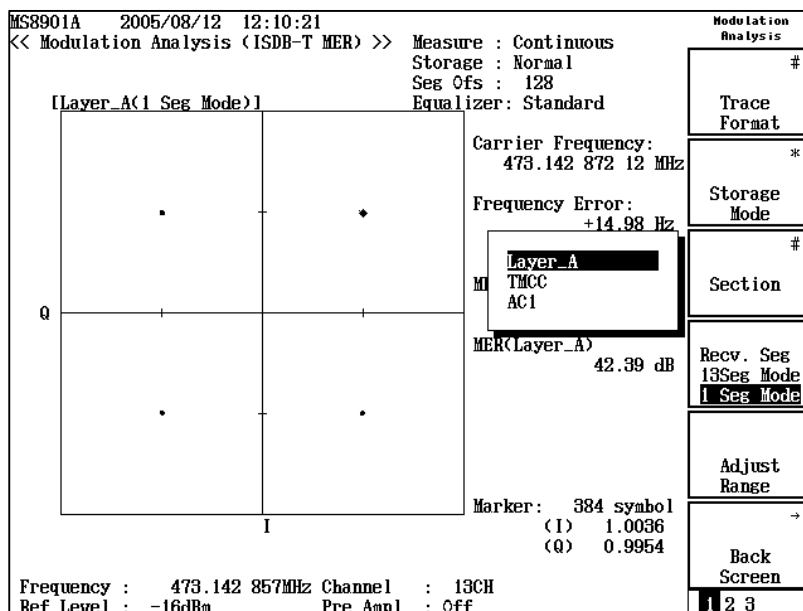 MS8901A 2005/08/12 12:10:21
<< Modulation Analysis (ISDB-T MER) >>
Measure : Continuous
Storage : Normal
Seg Ofs : 128
Equalizer: Standard
[Layer_A(1 Seg Mode)]
Carrier Frequency:
473.142 872 12 MHz
Frequency Error:
+14.98 Hz
Layer_A
TMCC
AC1
MER(Layer_A)
42.39 dB
Q
I
Marker: 384 symbol
(I) 1.0036
(Q) 0.9954
Frequency : 473.142 857MHz Channel : 13CH
Ref Level : -16dBm Pre Ampl : Off
Modulation
Analysis
#
Trace
Format
*
Storage
Mode
#
Section
Recv. Seg
13Seg Mode
1 Seg Mode
Adjust
Range
→
Back
Screen
1 2 3